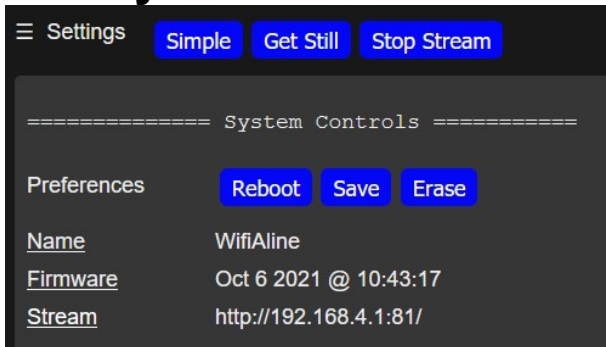 ☰ Settings Simple Get Still Stop Stream
============== System Controls ===========
Preferences Reboot Save Erase
Name WifiAline
Firmware Oct 6 2021 @ 10:43:17
Stream http://192.168.4.1:81/